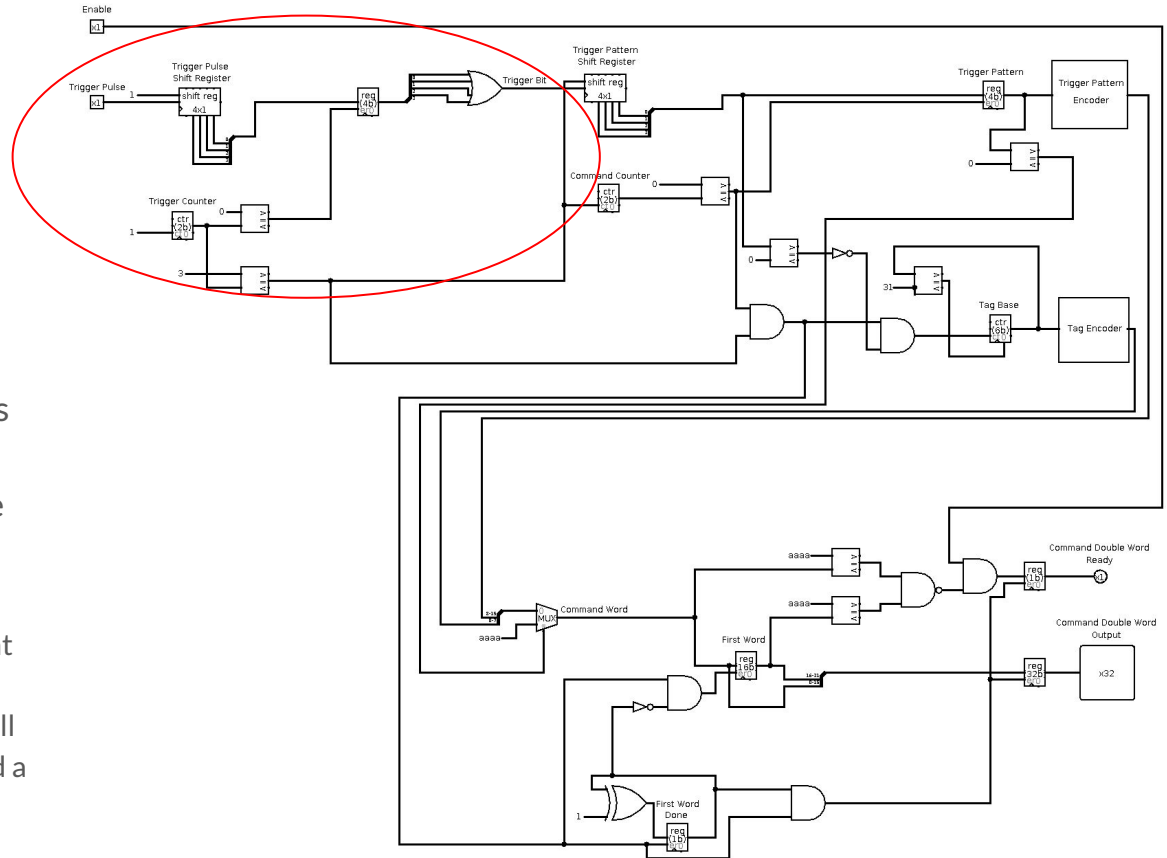 Enable
x1
Trigger Pulse
Shift Register
Trigger Pulse
x1
1
shift reg
4x1
reg
(4b)
Trigger Bit
Trigger Pattern
Shift Register
shift reg
4x1
Trigger Pattern
reg
(4b)
Trigger Pattern
Encoder
0
Trigger Counter
ctr
(2b)
1
0
3
Command Counter
ctr
(2b)
0
0
31
Tag Base
ctr
(6b)
Tag Encoder
s
e
nt
ll
d a
aaaa
MUX
0
Command Word
aaaa
aaaa
First Word
reg
16b
Command Double Word
Ready
reg
(1b)
x1
Command Double Word
Output
reg
32b
x32
1
First Word
Done
reg
(1b)